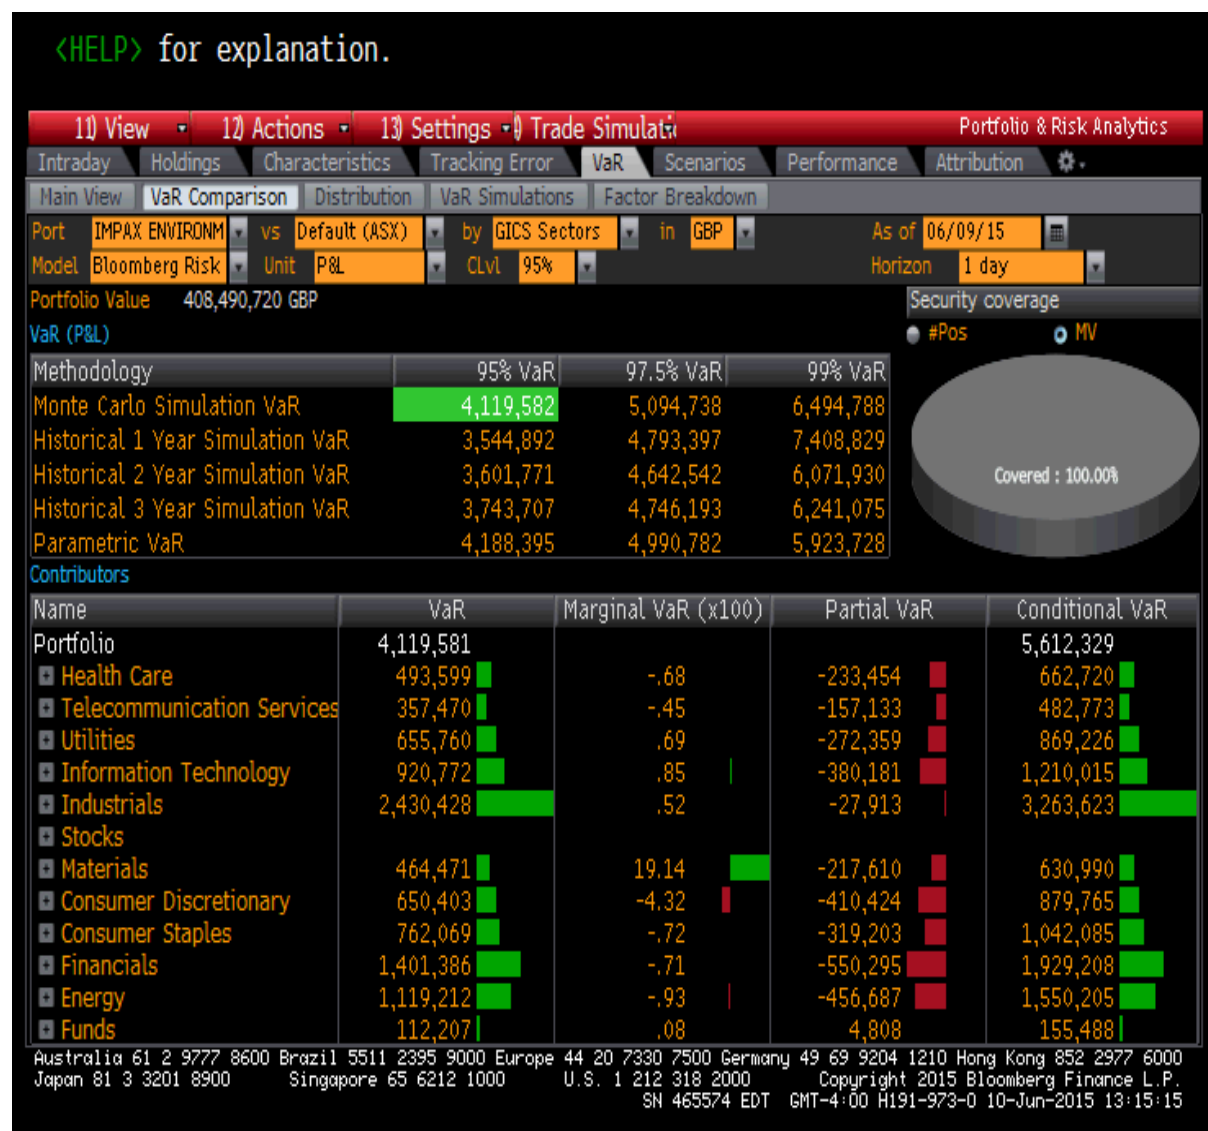 <HELP> for explanation.
11) View 12) Actions 13) Settings Trade Simulati Portfolio & Risk Analytics
Intraday Holdings Characteristics Tracking Error VaR Scenarios Performance Attribution
Main View VaR Comparison Distribution VaR Simulations Factor Breakdown
Port IMPAX ENVIRONM vs Default (ASX) by GICS Sectors in GBP As of 06/09/15
Model Bloomberg Risk Unit P&L CLvl 95% Horizon 1 day
Portfolio Value 408,490,720 GBP Security coverage
VaR (P&L) #Pos MV
Methodology 95% VaR 97.5% VaR 99% VaR
Monte Carlo Simulation VaR 4,119,582 5,094,738 6,494,788
Historical 1 Year Simulation VaR 3,544,892 4,793,397 7,408,829
Historical 2 Year Simulation VaR 3,601,771 4,642,542 6,071,930
Covered : 100.00%
Historical 3 Year Simulation VaR 3,743,707 4,746,193 6,241,075
Parametric VaR 4,188,395 4,990,782 5,923,728
Contributors
Name VaR Marginal VaR (x100) Partial VaR Conditional VaR
Portfolio 4,119,581 5,612,329
Health Care 493,599 -.68 -233,454 662,720
Telecommunication Services 357,470 -.45 -157,133 482,773
Utilities 655,760 .69 -272,359 869,226
Information Technology 920,772 .85 -380,181 1,210,015
Industrials 2,430,428 .52 -27,913 3,263,623
Stocks
Materials 464,471 19.14 -217,610 630,990
Consumer Discretionary 650,403 -4.32 -410,424 879,765
Consumer Staples 762,069 -.72 -319,203 1,042,085
Financials 1,401,386 -.71 -550,295 1,929,208
Energy 1,119,212 -.93 -456,687 1,550,205
Funds 112,207 .08 4,808 155,488
Australia 61 2 9777 8600 Brazil 5511 2395 9000 Europe 44 20 7330 7500 Germany 49 69 9204 1210 Hong Kong 852 2977 6000
Japan 81 3 3201 8900 Singapore 65 6212 1000 U.S. 1 212 318 2000 Copyright 2015 Bloomberg Finance L.P.
SN 465574 EDT GMT-4:00 H191-973-0 10-Jun-2015 13:15:15